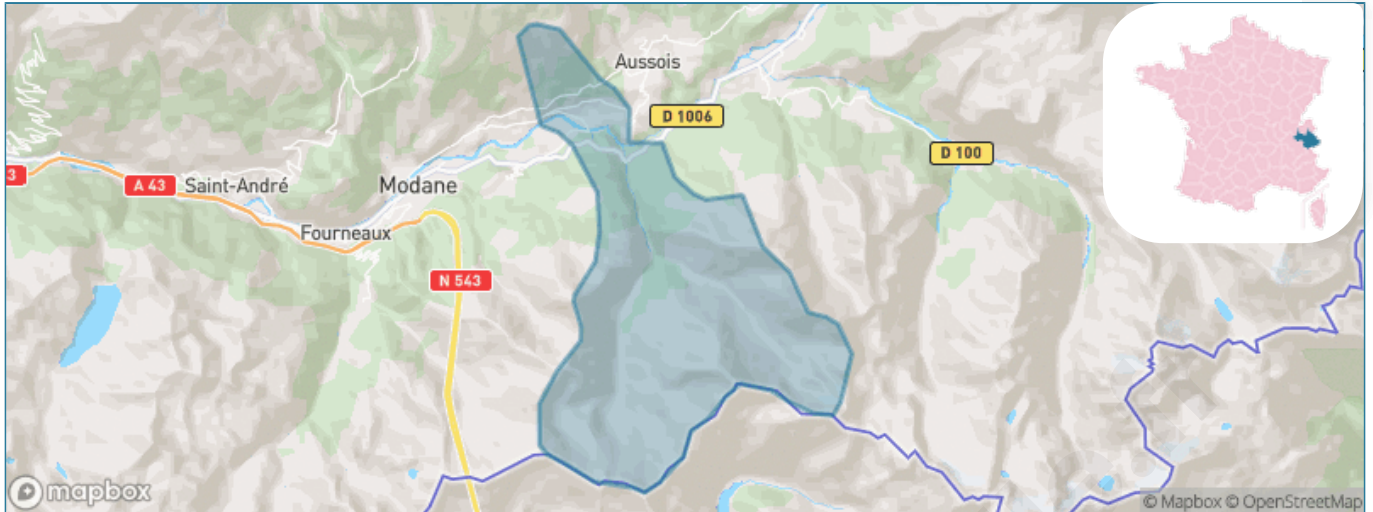 Aussois
D 1006
D 100
3
A 43
Saint-André
Modane
Fourneaux
N 543
mapbox
© Mapbox © OpenStreetMap